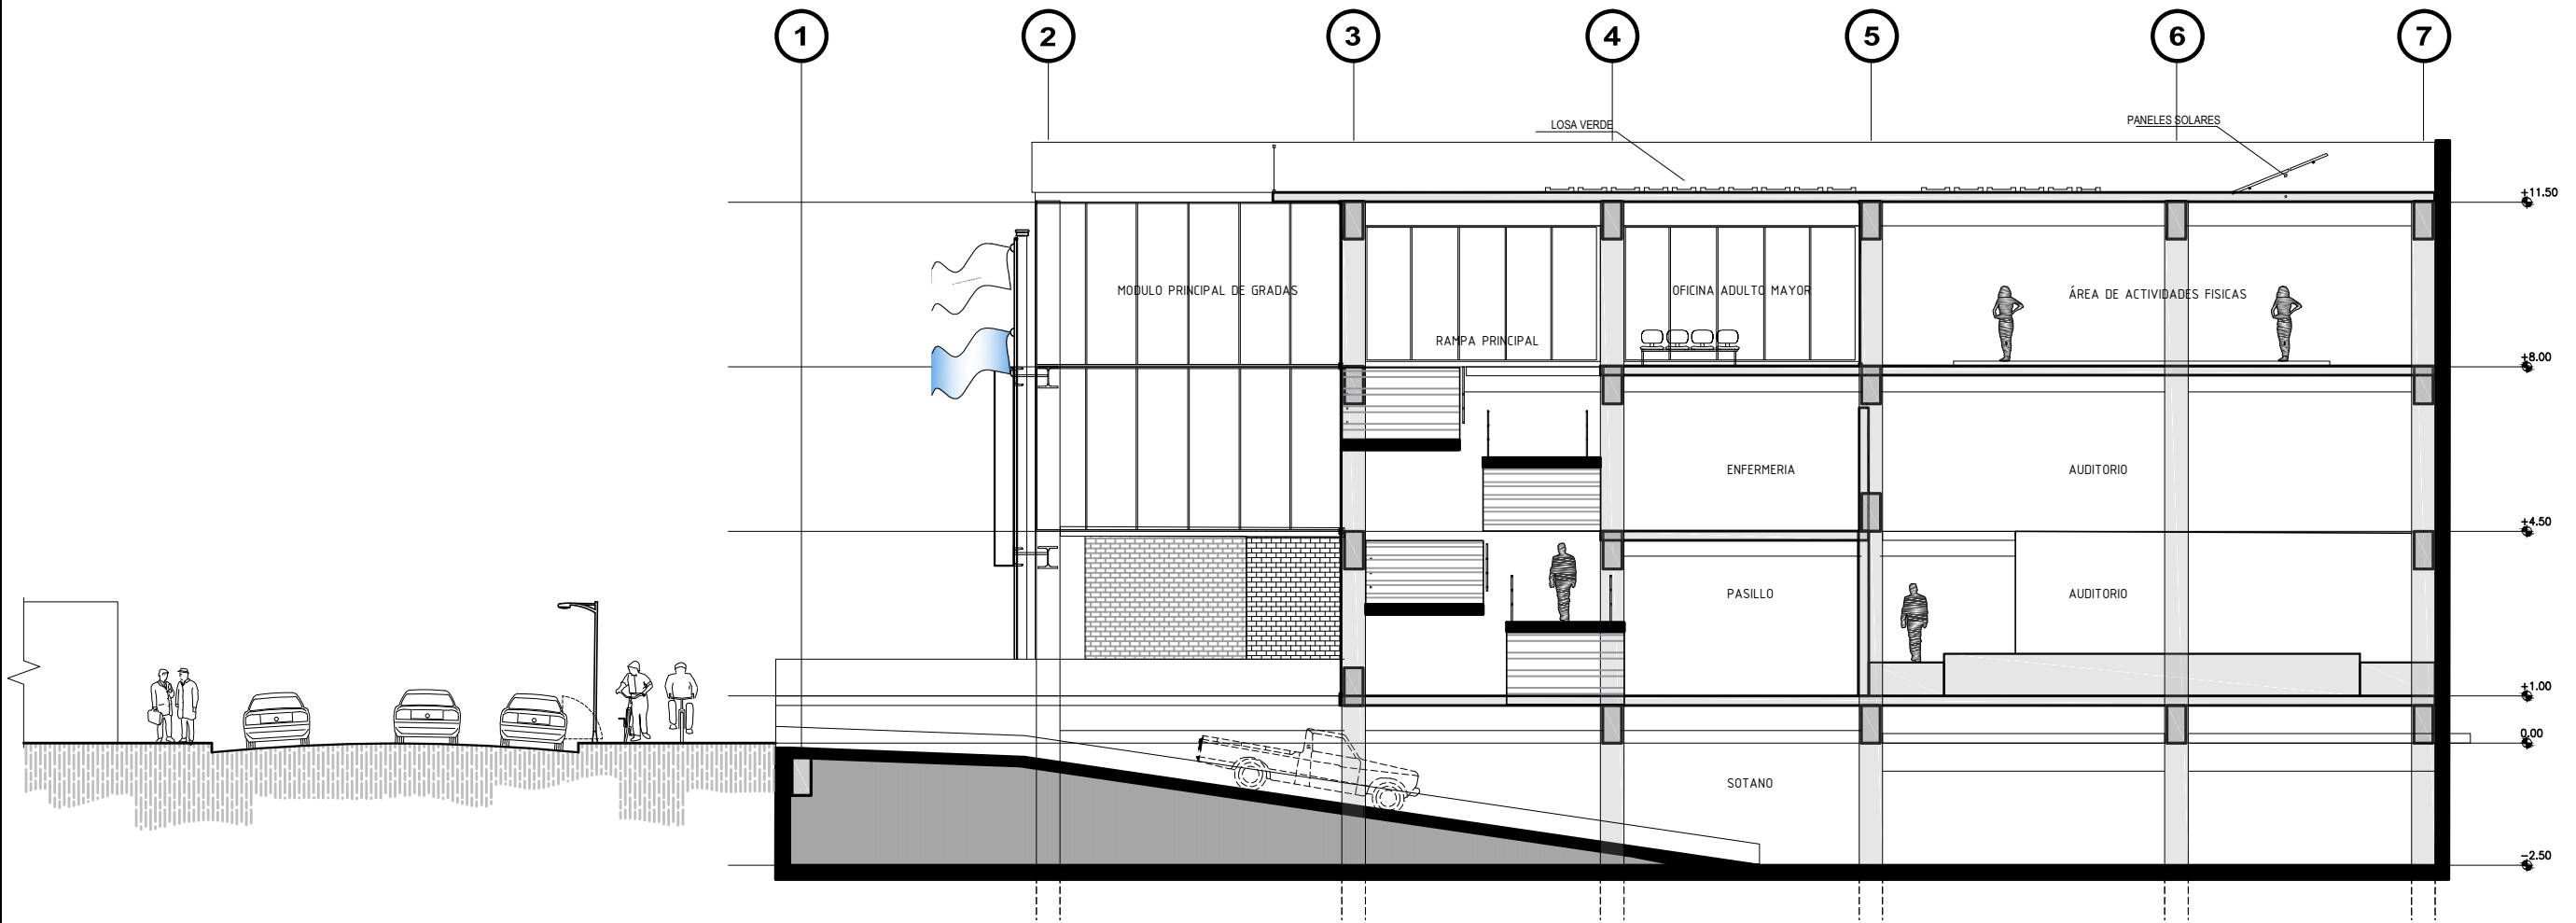 1 2 3 4 5 6 7
LOSA VERDE
PANELES SOLARES
+11.50
MODULO PRINCIPAL DE GRADAS
OFICINA ADULTO MAYOR
ÁREA DE ACTIVIDADES FISICAS
RAMPA PRINCIPAL
+8.00
ENFERMERIA
AUDITORIO
+4.50
PASILLO
AUDITORIO
+1.00
0.00
SOTANO
-2.50